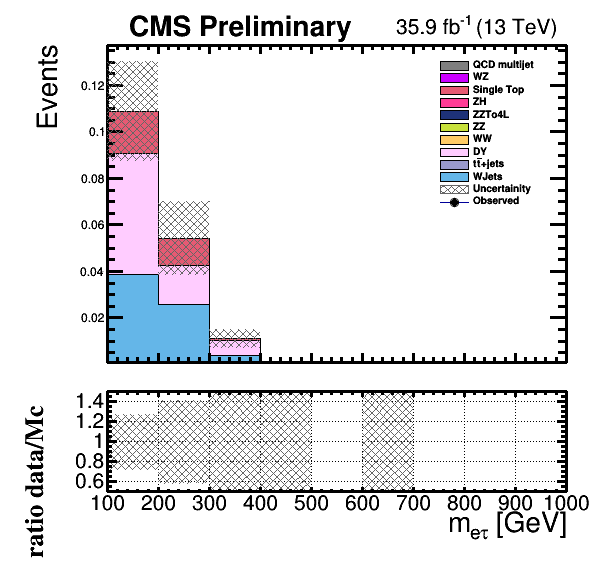 CMS Preliminary 35.9 fb⁻¹ (13 TeV)
Events
0.12
0.1
0.08
0.06
0.04
0.02
QCD multijet
WZ
Single Top
ZH
ZZTo4L
ZZ
WW
DY
tt̄+jets
WJets
Uncertainity
Observed
ratio data/Mc
1.4
1.2
1
0.8
0.6
100 200 300 400 500 600 700 800 900 1000
m_eτ [GeV]